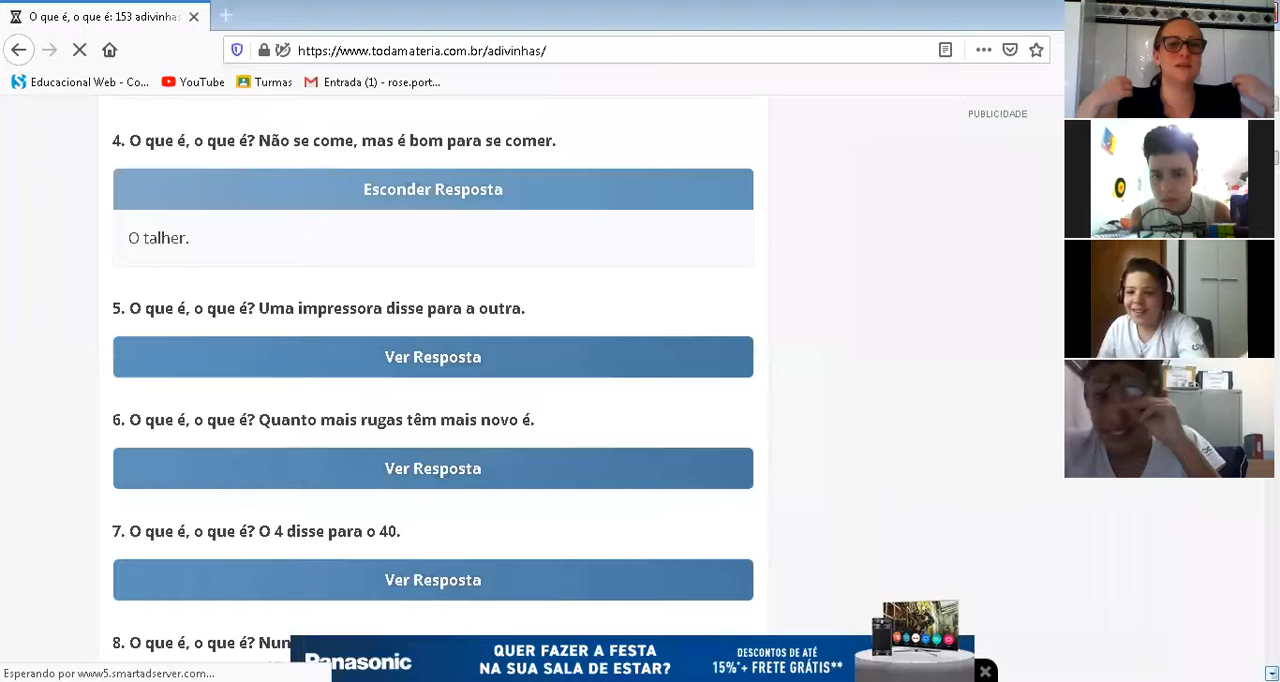 O que é, o que é: 153 adivinhas
https://www.todamateria.com.br/adivinhas/
Educacional Web - Co... YouTube Turmas Entrada (1) - rose.port...
PUBLICIDADE
4. O que é, o que é? Não se come, mas é bom para se comer.
Esconder Resposta
O talher.
5. O que é, o que é? Uma impressora disse para a outra.
Ver Resposta
6. O que é, o que é? Quanto mais rugas têm mais novo é.
Ver Resposta
7. O que é, o que é? O 4 disse para o 40.
Ver Resposta
8. O que é, o que é? Nun
Panasonic
QUER FAZER A FESTA
NA SUA SALA DE ESTAR?
DESCONTOS DE ATÉ
15%* + FRETE GRÁTIS**
Esperando por www5.smartadserver.com...